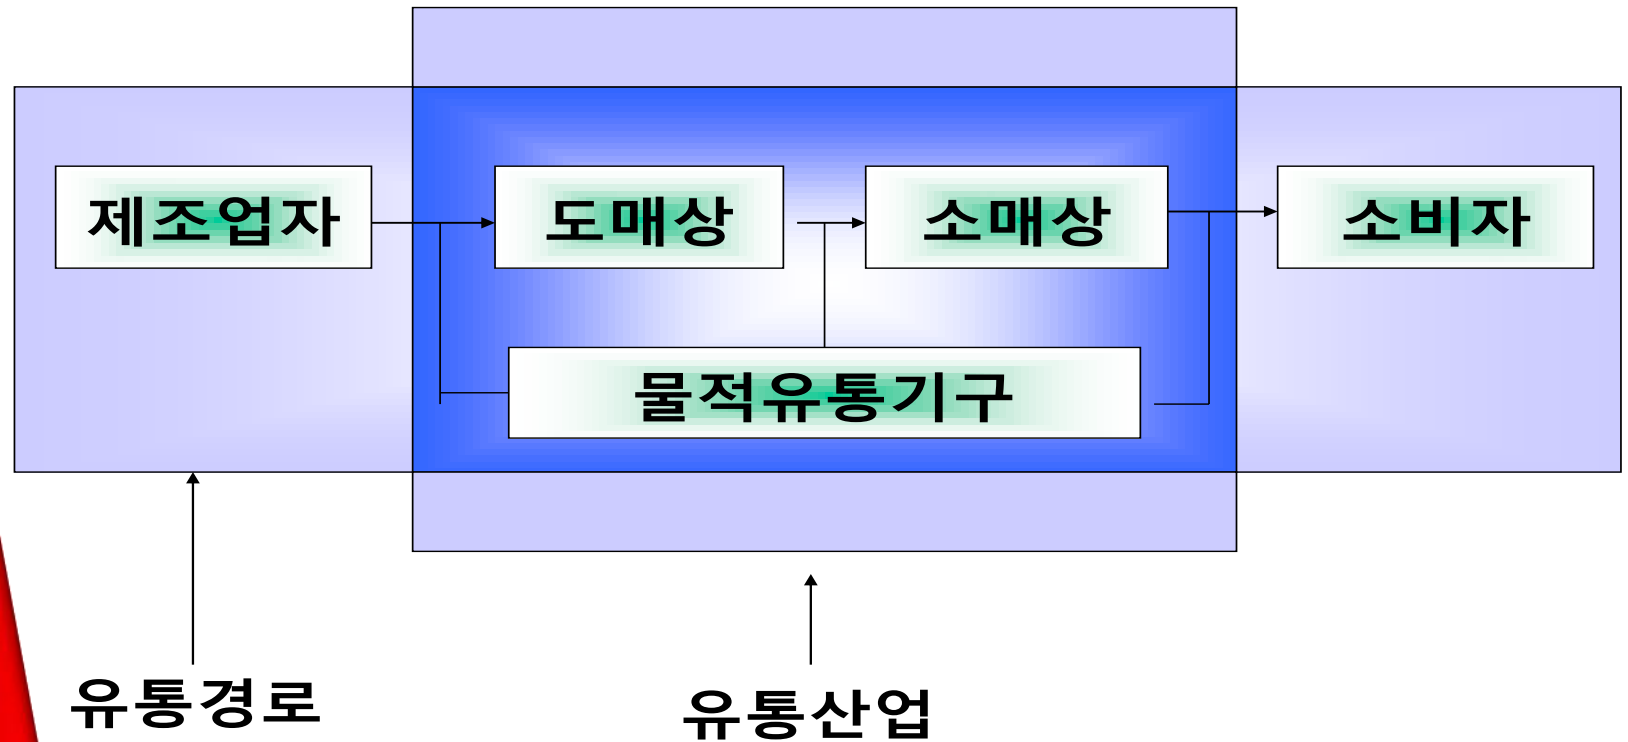 제조업자
도매상
소매상
소비자
물적유통기구
유통경로
유통산업